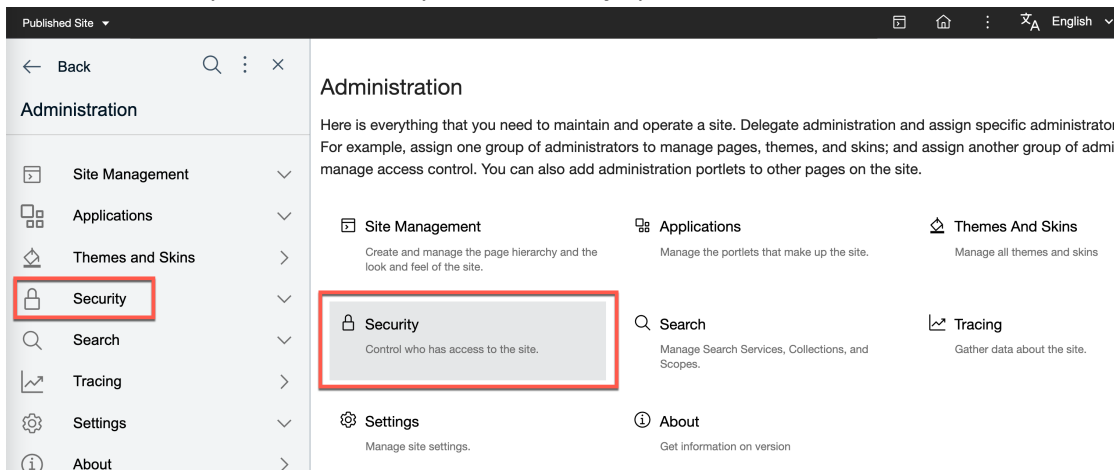 Published Site
English
Back
Administration
Site Management
Applications
Themes and Skins
Security
Search
Tracing
Settings
About
Administration
Here is everything that you need to maintain and operate a site. Delegate administration and assign specific administrator
For example, assign one group of administrators to manage pages, themes, and skins; and assign another group of admi
manage access control. You can also add administration portlets to other pages on the site.
Site Management
Create and manage the page hierarchy and the
look and feel of the site.
Applications
Manage the portlets that make up the site.
Themes And Skins
Manage all themes and skins
Security
Control who has access to the site.
Search
Manage Search Services, Collections, and
Scopes.
Tracing
Gather data about the site.
Settings
Manage site settings.
About
Get information on version